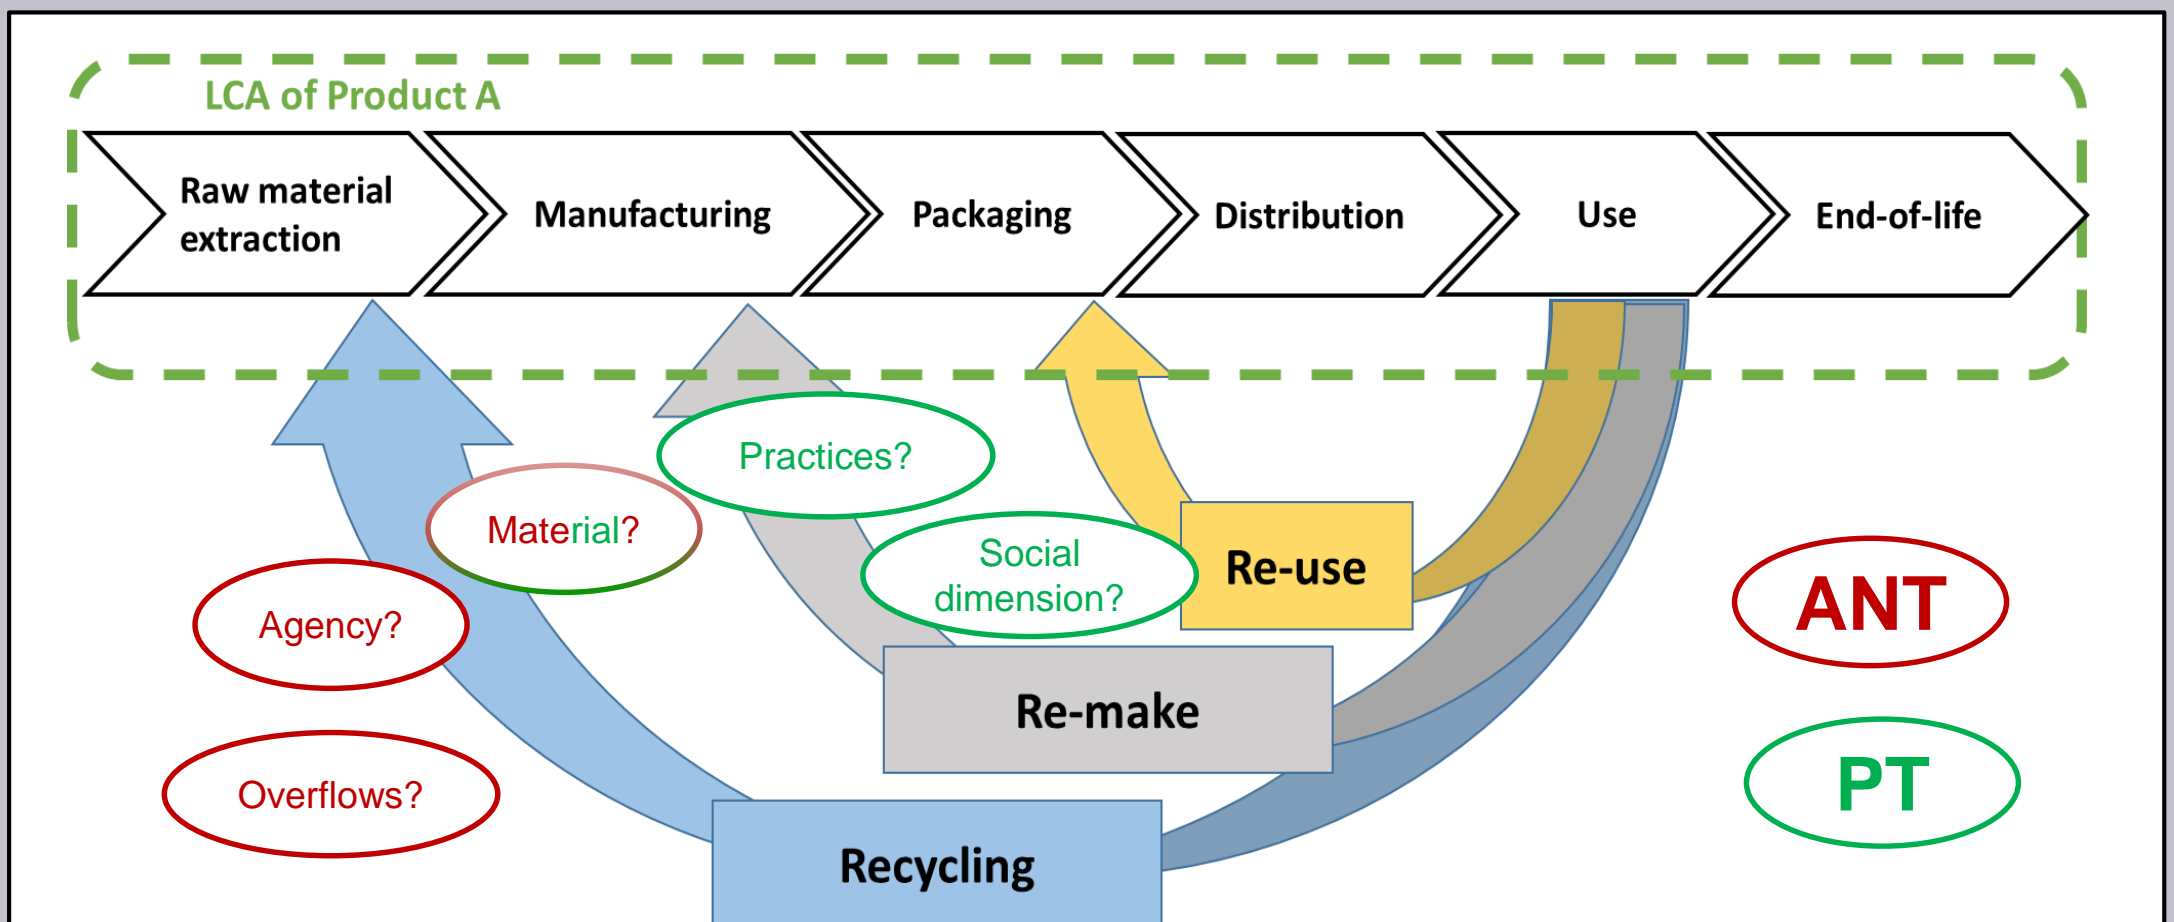 LCA of Product A
Raw material
extraction
Manufacturing
Packaging
Distribution
Use
End-of-life
Practices?
Material?
Social
dimension?
Re-use
Agency?
ANT
Re-make
Overflows?
PT
Recycling